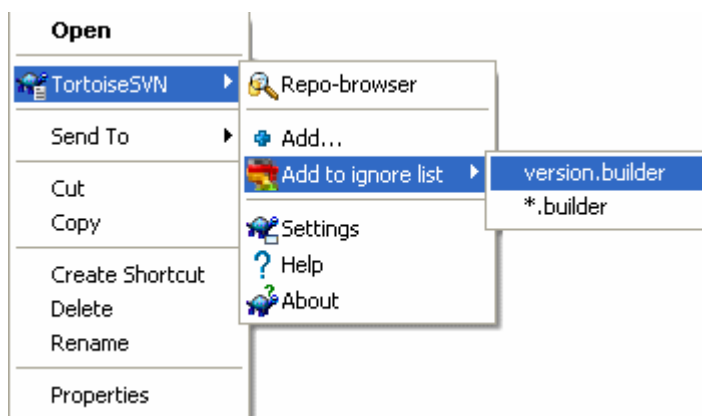 Open
TortoiseSVN
Send To
Cut
Copy
Create Shortcut
Delete
Rename
Properties
Repo-browser
Add...
Add to ignore list
Settings
Help
About
version.builder
*.builder